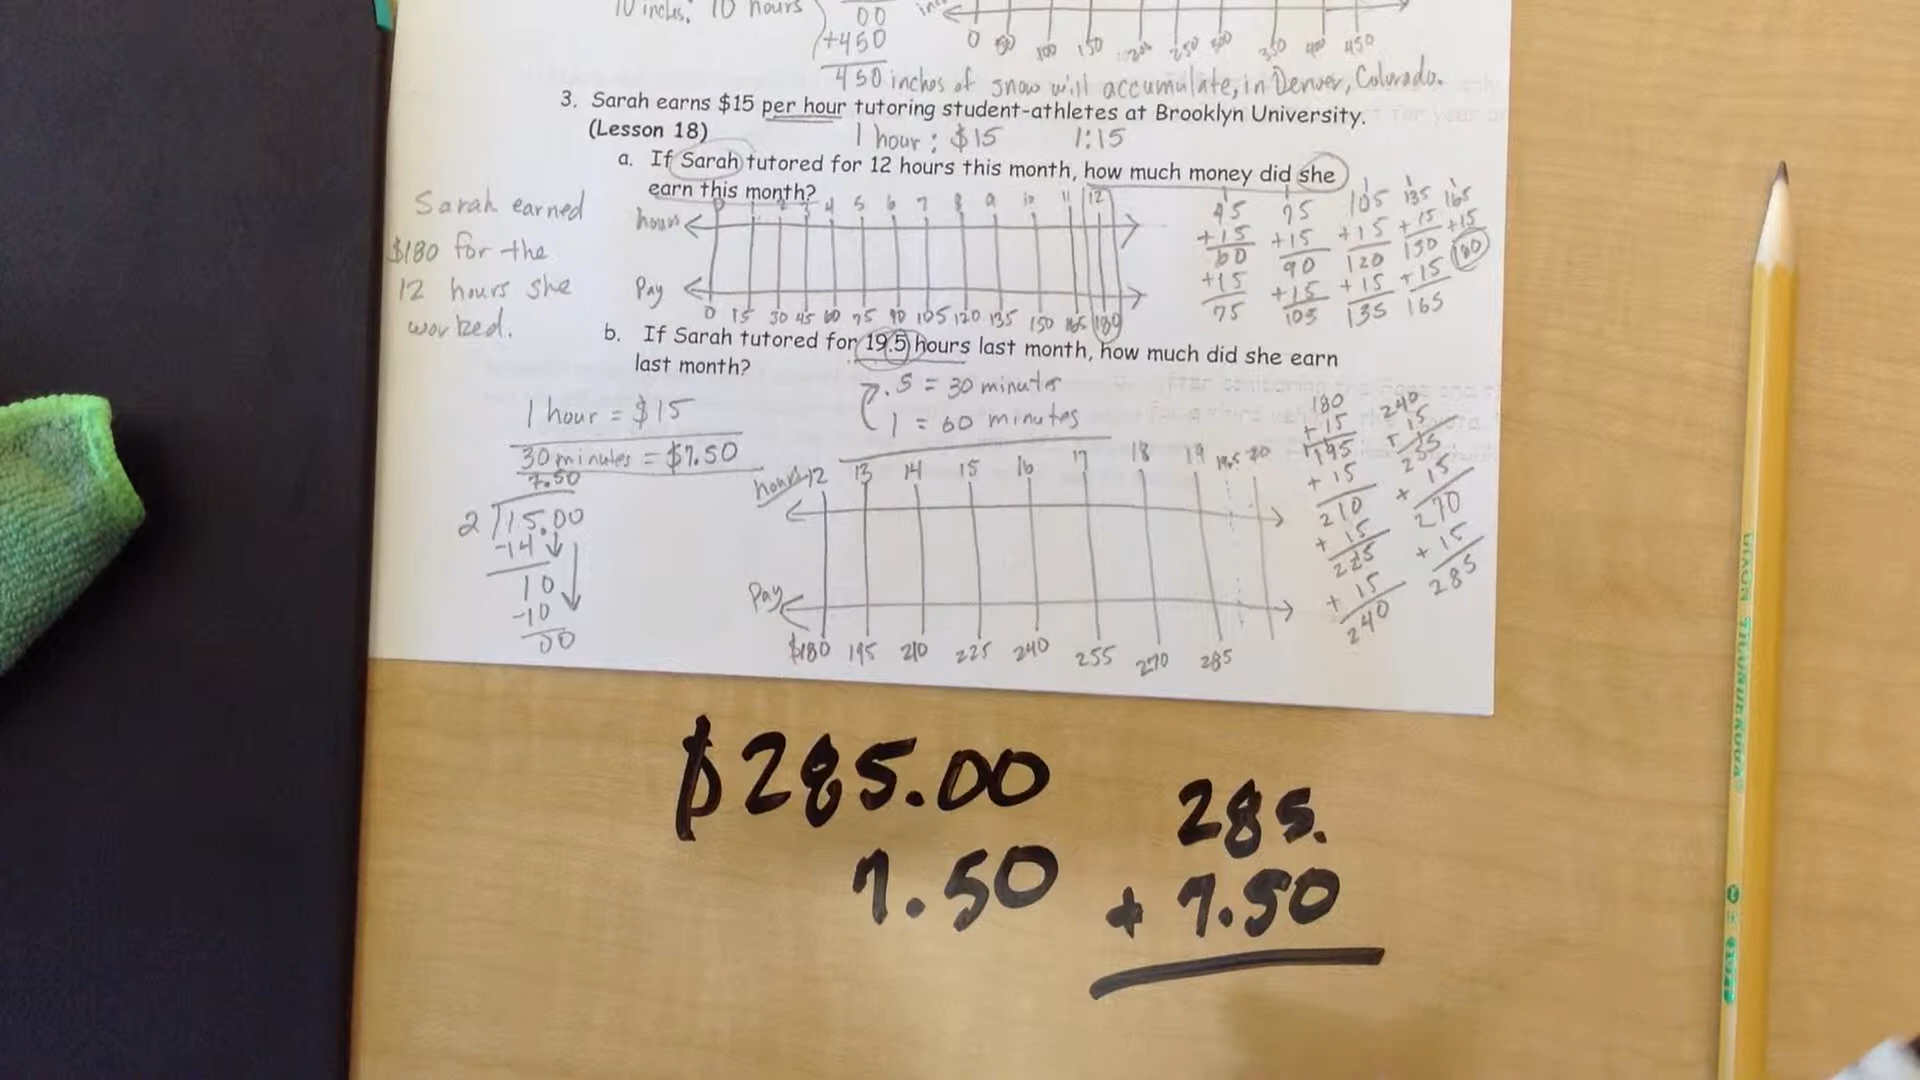 10 inches: 10 hours
00
+450
450 inches of snow will accumulate, in Denver, Colorado.
0 50 100 150 200 250 300 350 400 450
3. Sarah earns $15 per hour tutoring student-athletes at Brooklyn University.
(Lesson 18)
1 hour : $15 1:15
a. If Sarah tutored for 12 hours this month, how much money did she
earn this month?
Sarah earned
$180 for the
12 hours she
worked.
hours
0 1 2 3 4 5 6 7 8 9 10 11 12
Pay
0 15 30 45 60 75 90 105 120 135 150 165 180
1
45
+15
60
+15
75
1
75
+15
90
+15
105
1
105
+15
120
+15
135
1
135
+15
150
+15
165
1
165
+15
180
b. If Sarah tutored for 19.5 hours last month, how much did she earn
last month?
.5 = 30 minutes
1 = 60 minutes
1 hour = $15
30 minutes = $7.50
7.50
2 15.00
-14
10
-10
00
hours 12 13 14 15 16 17 18 19 19.5 20
Pay
$180 195 210 225 240 255 270 285
180
+15
195
+ 15
210
+ 15
225
+ 15
240
240
+ 15
255
+ 15
270
+ 15
285
$285.00
7.50
285.
+ 7.50
DIXON TICONDEROGA